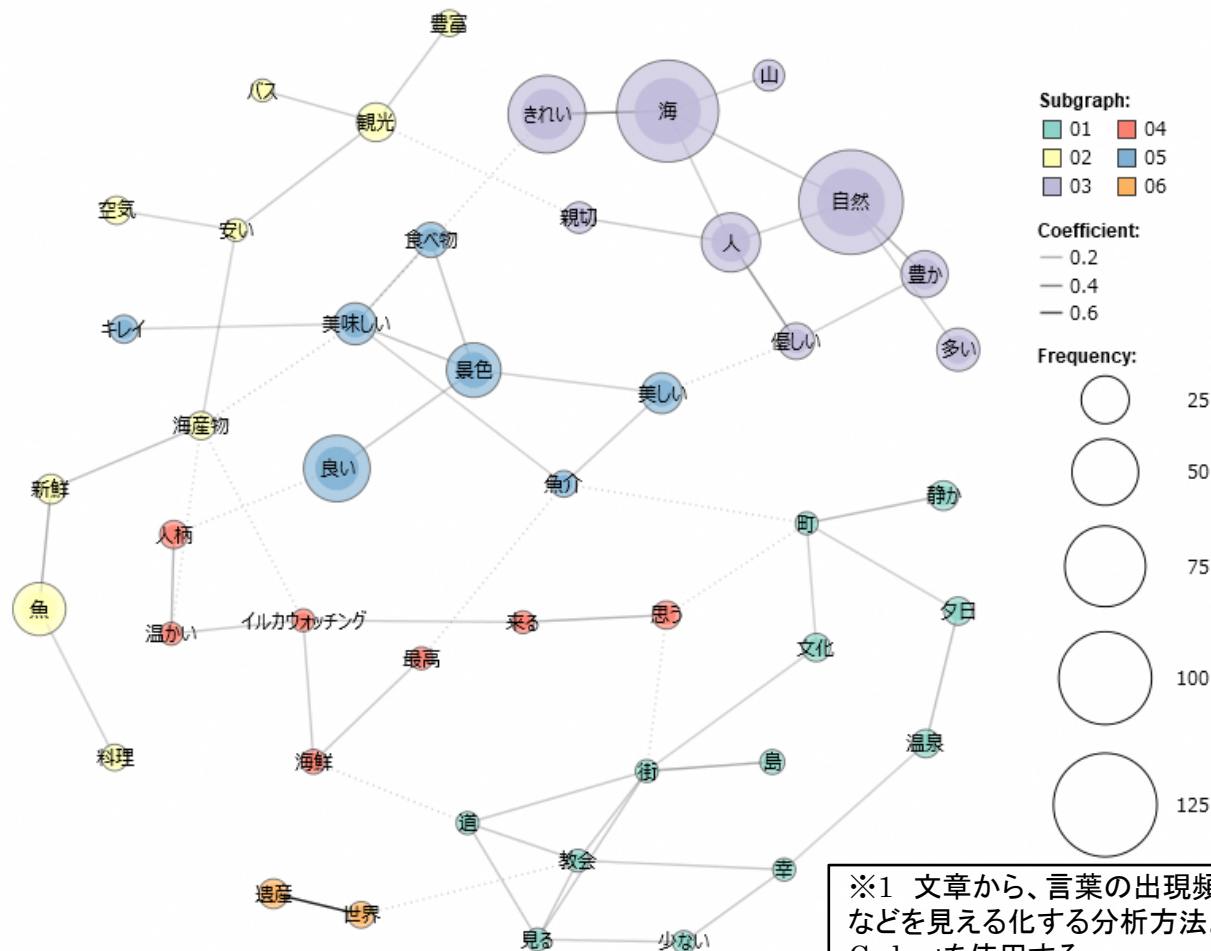 豊富
山
バス
きれい
海
観光
自然
空気
安い
親切
食べ物
人
豊か
キレイ
美味しい
優しい
多い
景色
美しい
海産物
良い
魚介
新鮮
静か
町
人柄
魚
温かい
イルカウォッチング
来る
思う
夕日
最高
文化
料理
海鮮
街
島
温泉
道
教会
幸
遺産
世界
見る
少ない
Subgraph:
01 04
02 05
03 06
Coefficient:
0.2
0.4
0.6
Frequency:
25
50
75
100
125
※1 文章から、言葉の出現頻
などを見える化する分析方法
を使用する